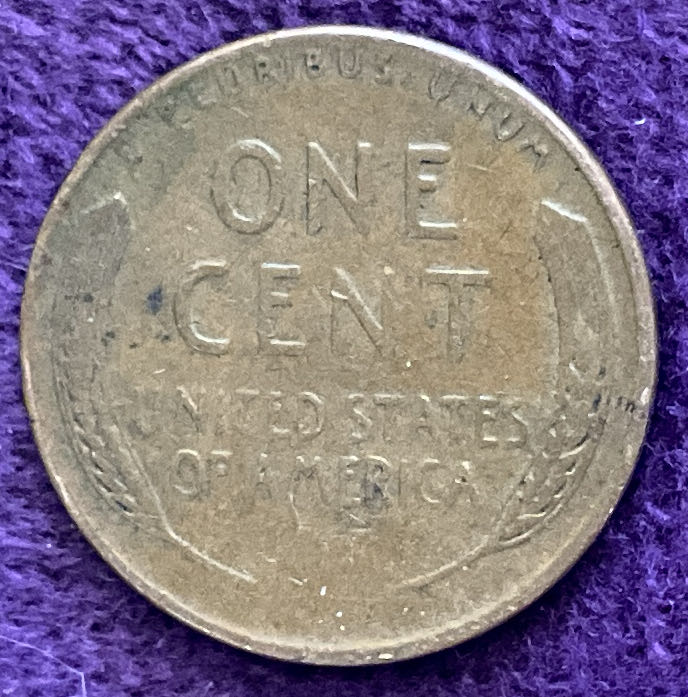 PLURIBUS · UNUM
ONE
CENT
UNITED STATES
OF AMERICA